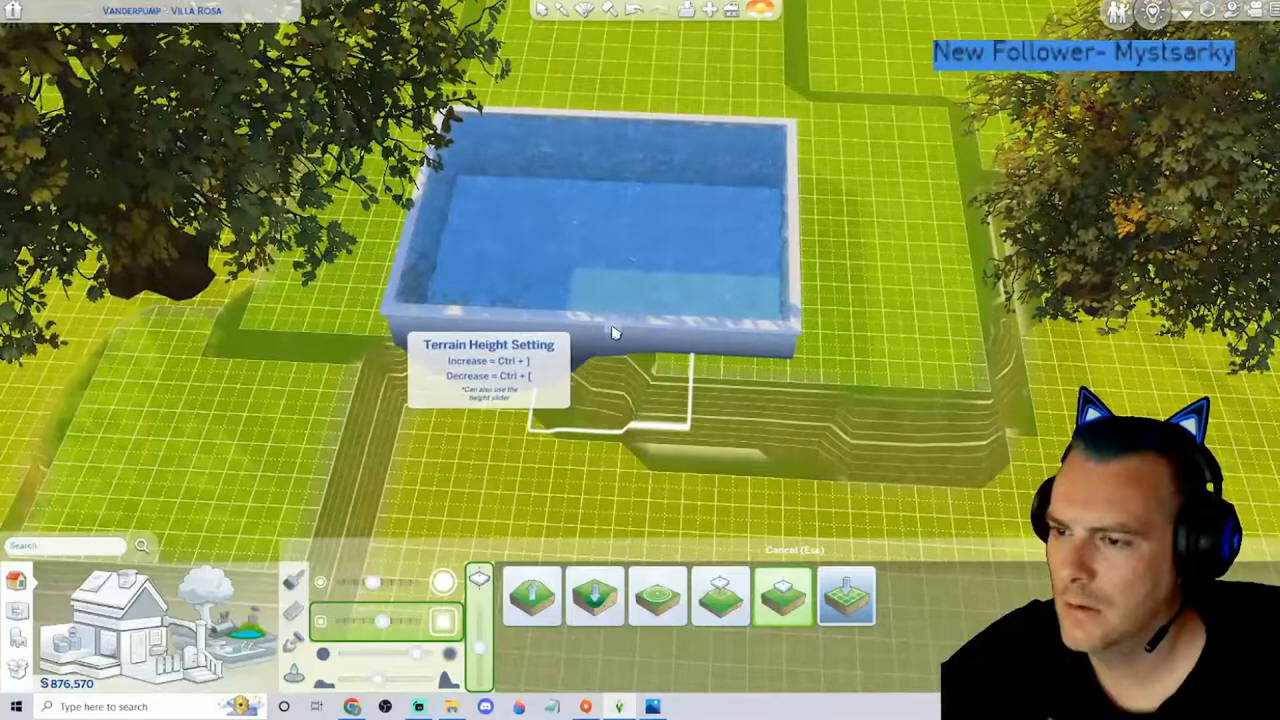 VANDERPUMP - VILLA ROSA
New Follower- Mystsarky
Terrain Height Setting
Increase = Ctrl + ]
Decrease = Ctrl + [
*Can also use the
height slider
Cancel (Esc)
Search
§876,570
Type here to search